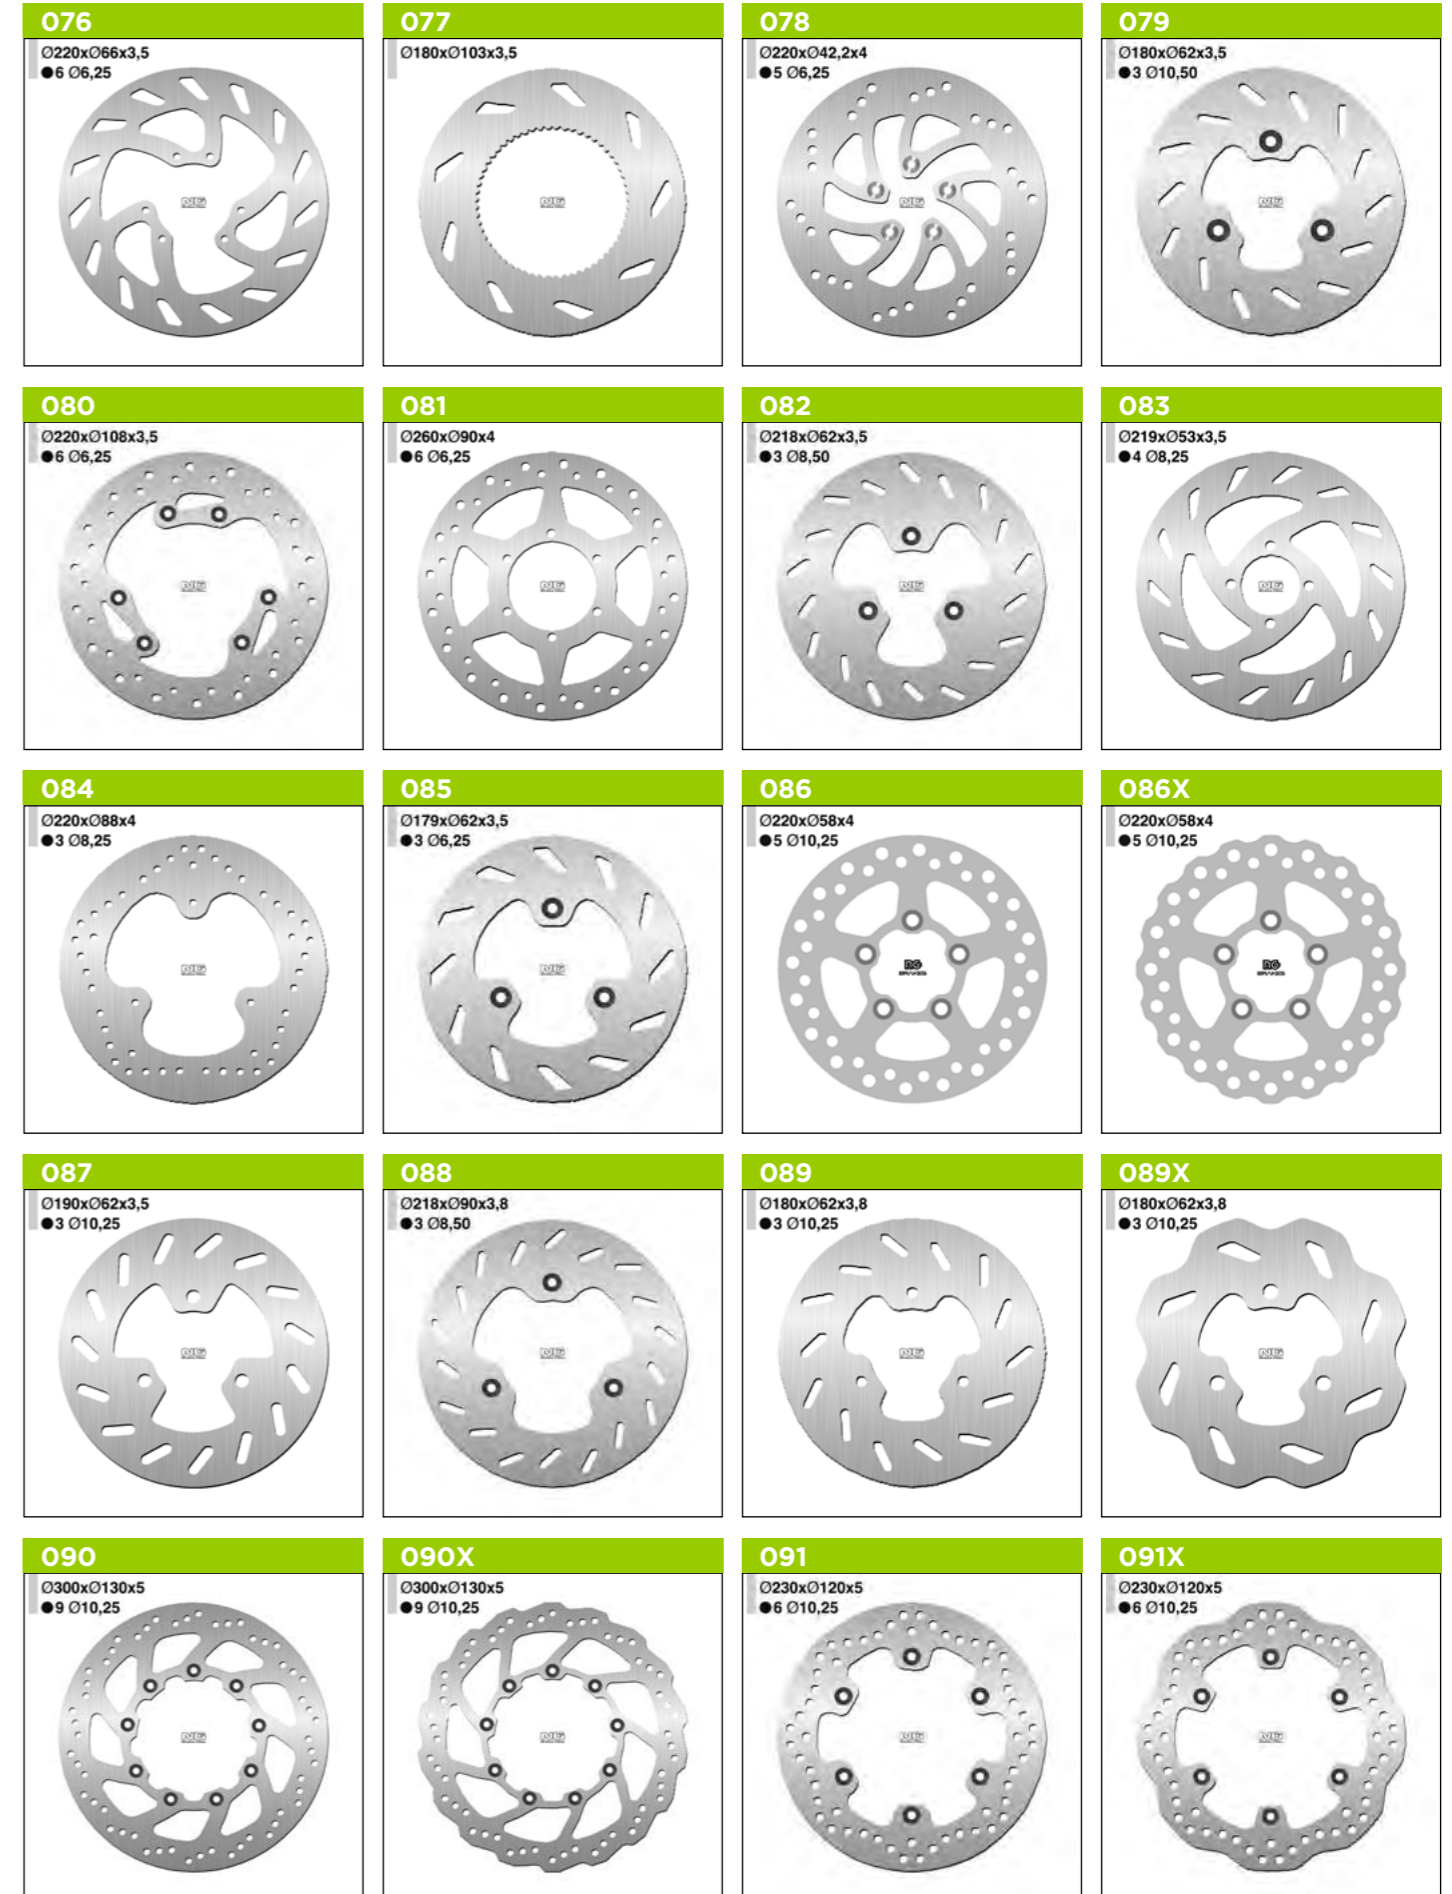 076
Ø220xØ66x3,5
●6 Ø6,25
077
Ø180xØ103x3,5
078
Ø220xØ42,2x4
●5 Ø6,25
079
Ø180xØ62x3,5
●3 Ø10,50
080
Ø220xØ108x3,5
●6 Ø6,25
081
Ø260xØ90x4
●6 Ø6,25
082
Ø218xØ62x3,5
●3 Ø8,50
083
Ø219xØ53x3,5
●4 Ø8,25
084
Ø220xØ88x4
●3 Ø8,25
085
Ø179xØ62x3,5
●3 Ø6,25
086
Ø220xØ58x4
●5 Ø10,25
NG
BRAKES
086X
Ø220xØ58x4
●5 Ø10,25
NG
BRAKES
087
Ø190xØ62x3,5
●3 Ø10,25
088
Ø218xØ90x3,8
●3 Ø8,50
089
Ø180xØ62x3,8
●3 Ø10,25
089X
Ø180xØ62x3,8
●3 Ø10,25
090
Ø300xØ130x5
●9 Ø10,25
090X
Ø300xØ130x5
●9 Ø10,25
091
Ø230xØ120x5
●6 Ø10,25
091X
Ø230xØ120x5
●6 Ø10,25